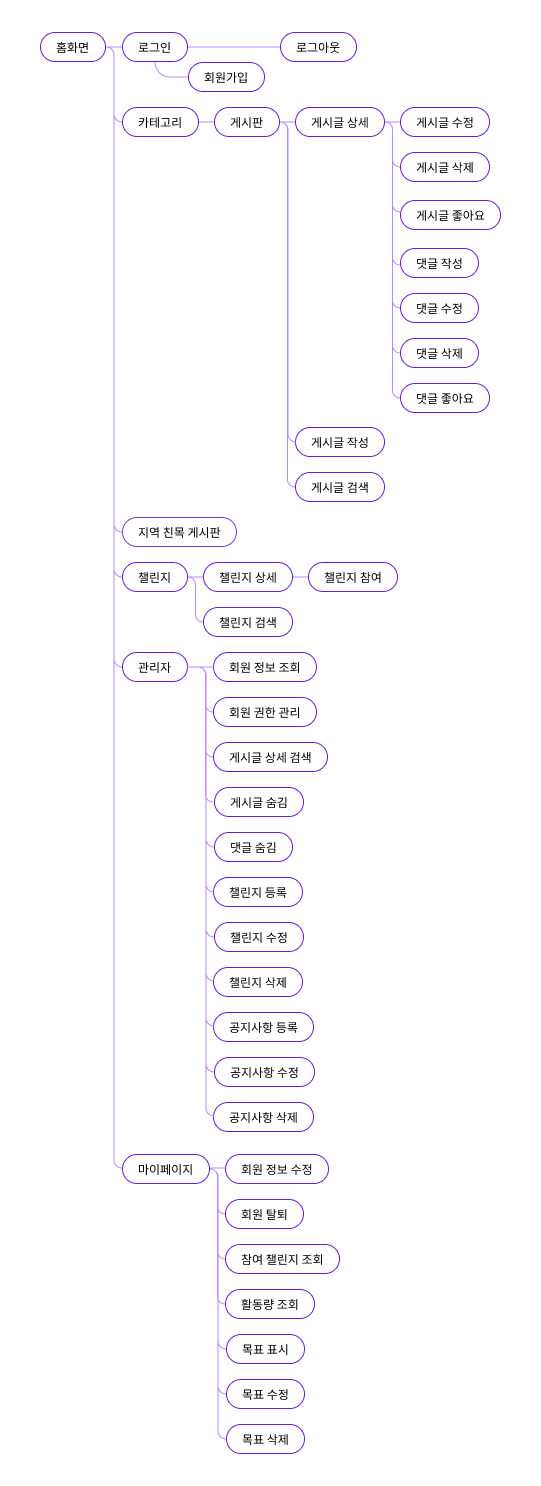 홈화면
로그인
로그아웃
회원가입
카테고리
게시판
게시글 상세
게시글 수정
게시글 삭제
게시글 좋아요
댓글 작성
댓글 수정
댓글 삭제
댓글 좋아요
게시글 작성
게시글 검색
지역 친목 게시판
챌린지
챌린지 상세
챌린지 참여
챌린지 검색
관리자
회원 정보 조회
회원 권한 관리
게시글 상세 검색
게시글 숨김
댓글 숨김
챌린지 등록
챌린지 수정
챌린지 삭제
공지사항 등록
공지사항 수정
공지사항 삭제
마이페이지
회원 정보 수정
회원 탈퇴
참여 챌린지 조회
활동량 조회
목표 표시
목표 수정
목표 삭제